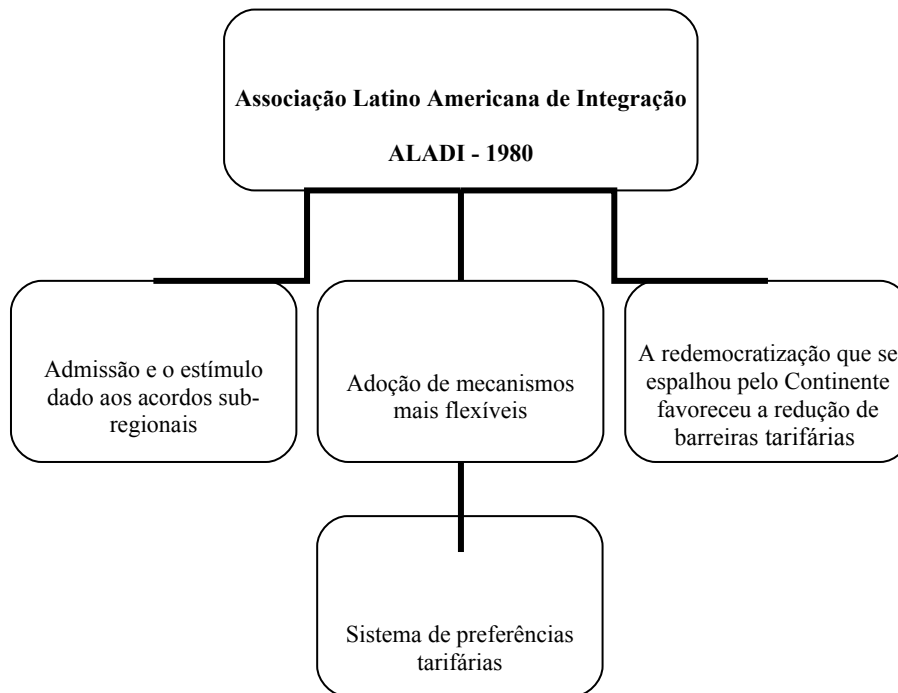 Associação Latino Americana de Integração
ALADI - 1980
Admissão e o estímulo
dado aos acordos sub-
regionais
Adoção de mecanismos
mais flexíveis
A redemocratização que se
espalhou pelo Continente
favoreceu a redução de
barreiras tarifárias
Sistema de preferências
tarifárias